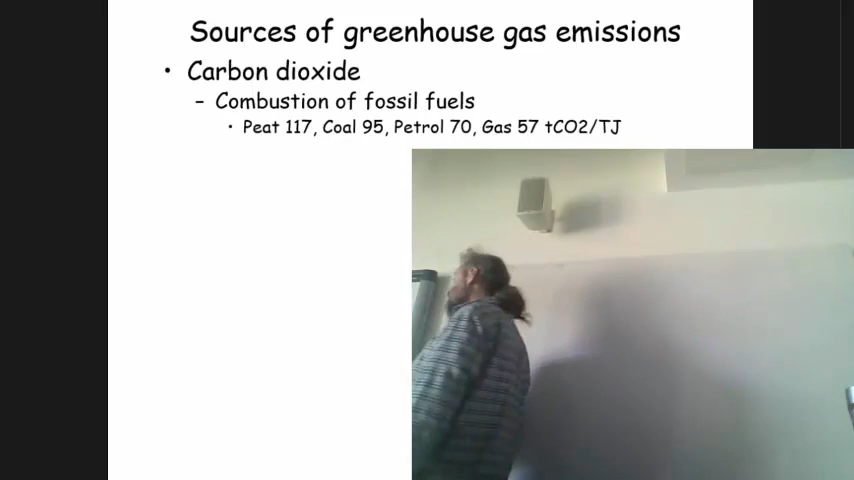 Sources of greenhouse gas emissions
• Carbon dioxide
– Combustion of fossil fuels
• Peat 117, Coal 95, Petrol 70, Gas 57 tCO2/TJ